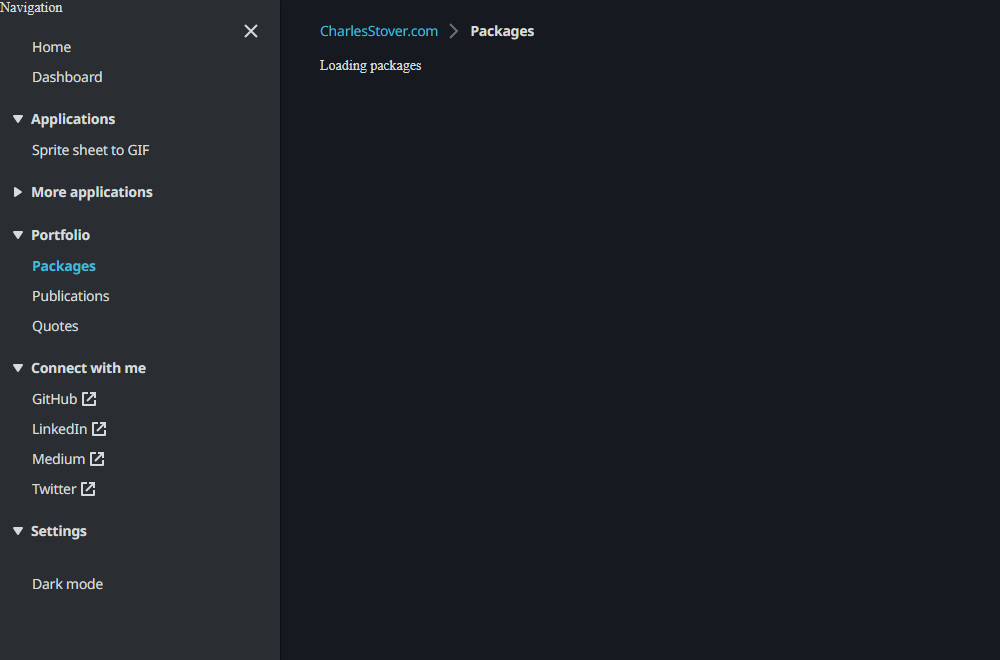 Navigation
Home
Dashboard
Applications
Sprite sheet to GIF
More applications
Portfolio
Packages
Publications
Quotes
Connect with me
GitHub
LinkedIn
Medium
Twitter
Settings
Dark mode
CharlesStover.com Packages
Loading packages